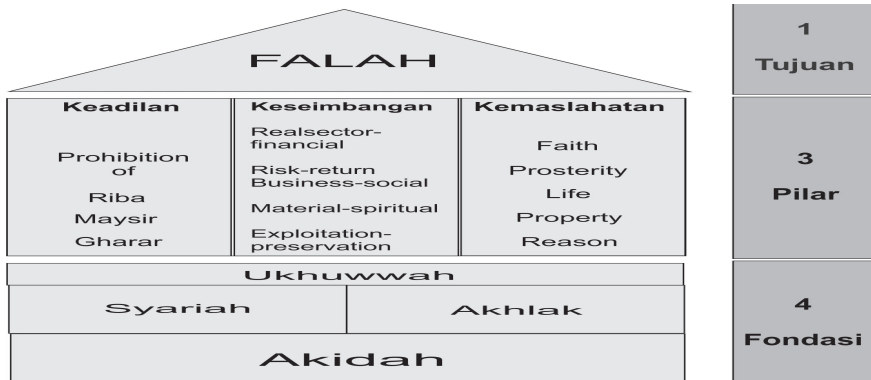 FALAH
Keadilan
Prohibition
of
Riba
Maysir
Gharar
Keseimbangan
Realsector-
financial
Risk-return
Business-social
Material-spiritual
Exploitation-
preservation
Kemaslahatan
Faith
Prosterity
Life
Property
Reason
Ukhuwwah
Syariah
Akhlak
Akidah
1
Tujuan
3
Pilar
4
Fondasi